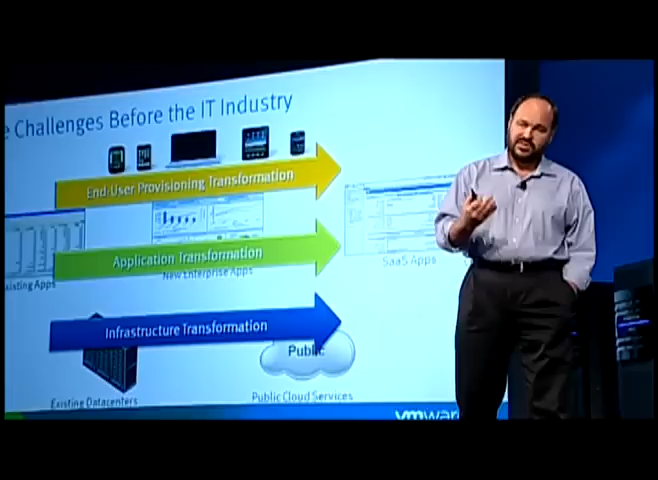 e Challenges Before the IT Industry
End-User Provisioning Transformation
Application Transformation
xisting Apps
New Enterprise Apps
SaaS Apps
Infrastructure Transformation
Public
Existing Datacenters
Public Cloud Services
vmware